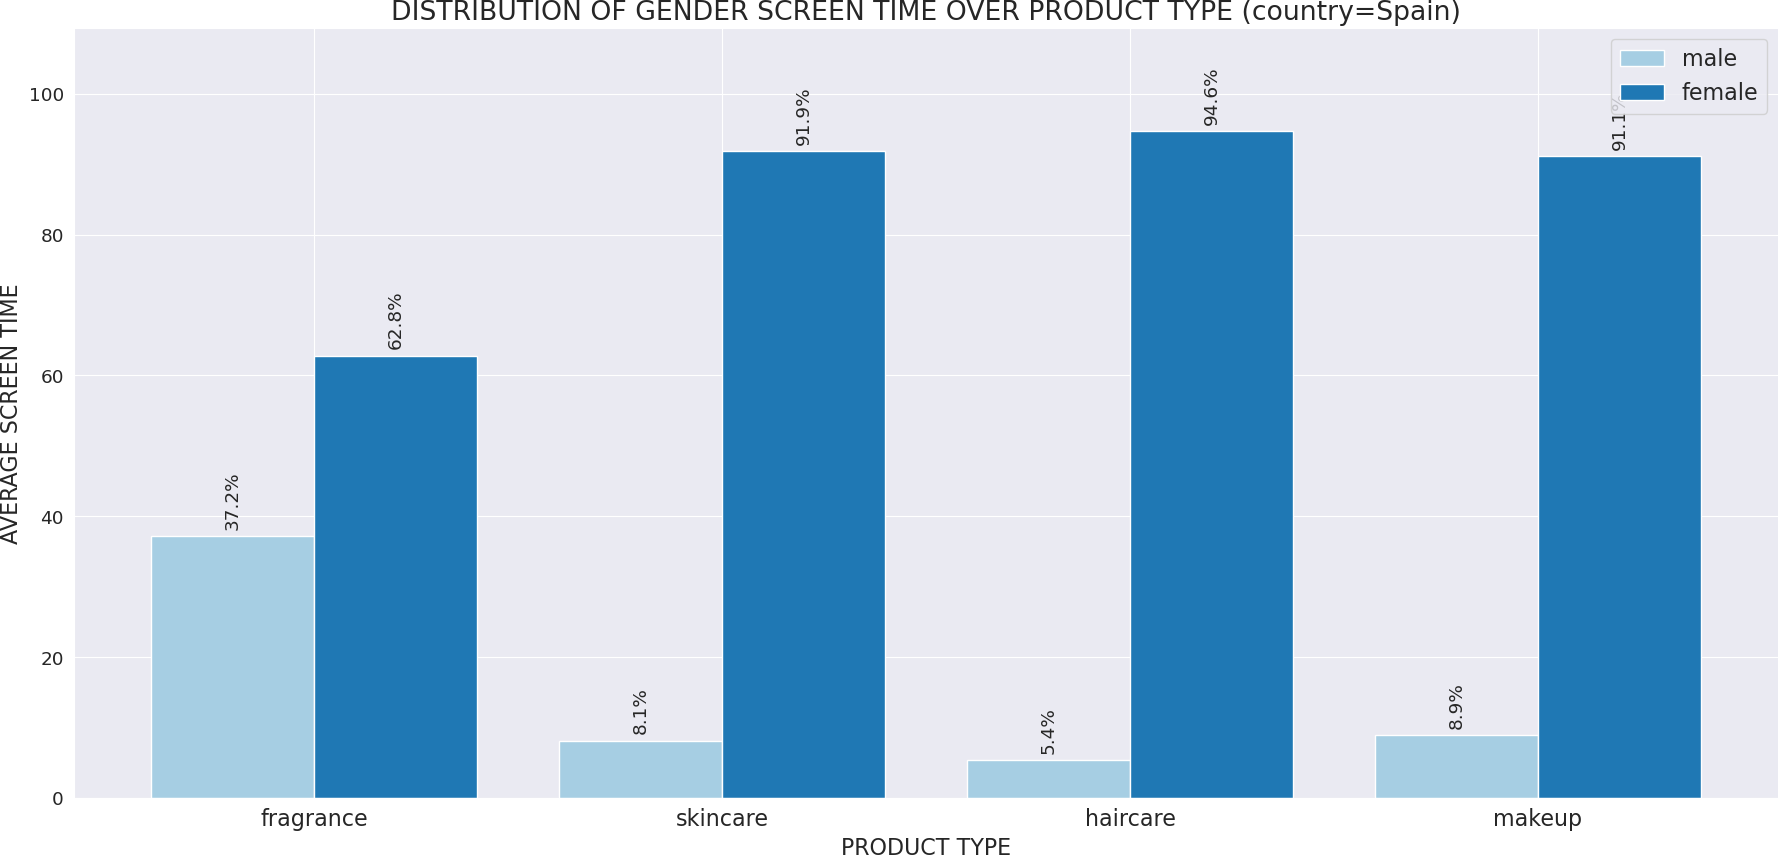 DISTRIBUTION OF GENDER SCREEN TIME OVER PRODUCT TYPE (country=Spain)
male
female
AVERAGE SCREEN TIME
100
80
60
40
20
0
37.2%
62.8%
8.1%
91.9%
5.4%
94.6%
8.9%
91.1%
fragrance
skincare
haircare
makeup
PRODUCT TYPE